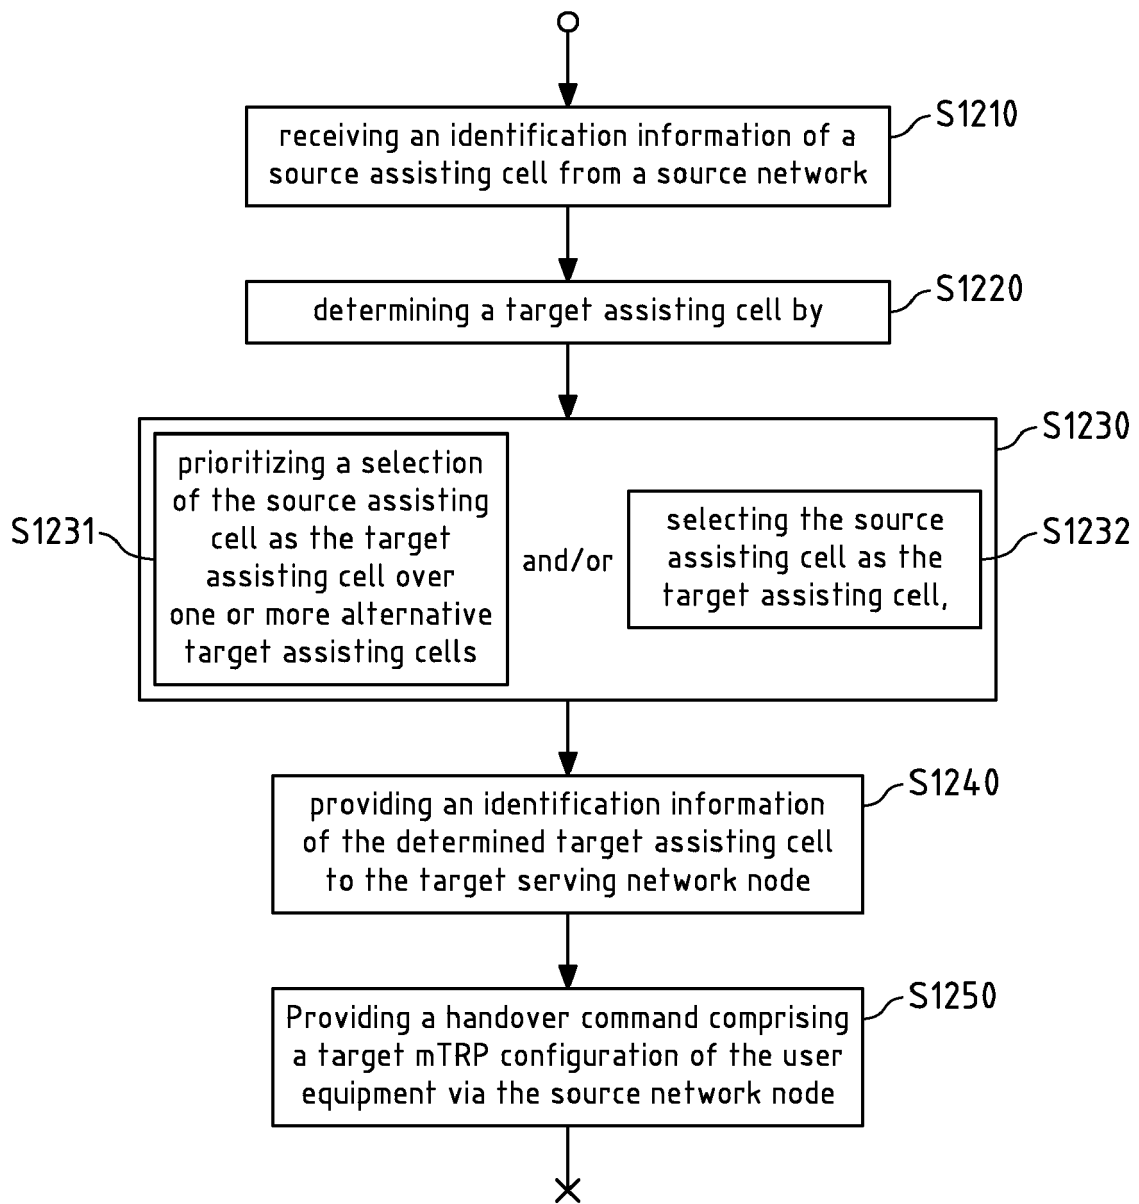 S1210
receiving an identification information of a
source assisting cell from a source network
S1220
determining a target assisting cell by
S1230
S1231
prioritizing a selection
of the source assisting
cell as the target
assisting cell over
one or more alternative
target assisting cells
and/or
S1232
selecting the source
assisting cell as the
target assisting cell,
S1240
providing an identification information
of the determined target assisting cell
to the target serving network node
S1250
Providing a handover command comprising
a target mTRP configuration of the user
equipment via the source network node